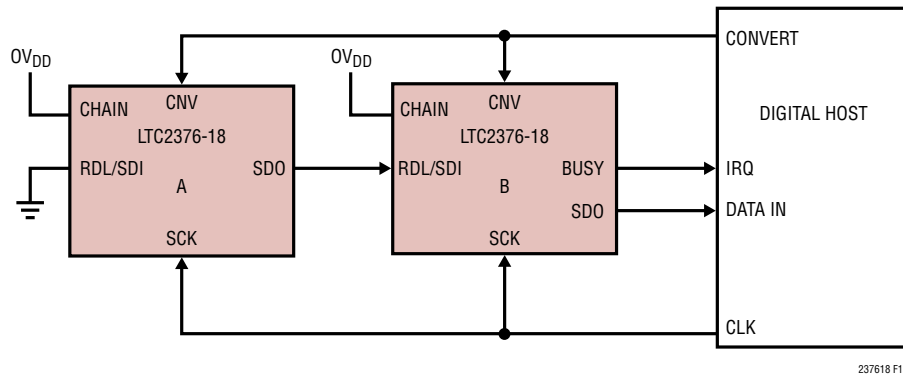 CONVERT
OVDD
OVDD
CHAIN
CNV
LTC2376-18
RDL/SDI
SDO
A
SCK
CHAIN
CNV
LTC2376-18
RDL/SDI
BUSY
B
SDO
SCK
DIGITAL HOST
IRQ
DATA IN
CLK
237618 F1